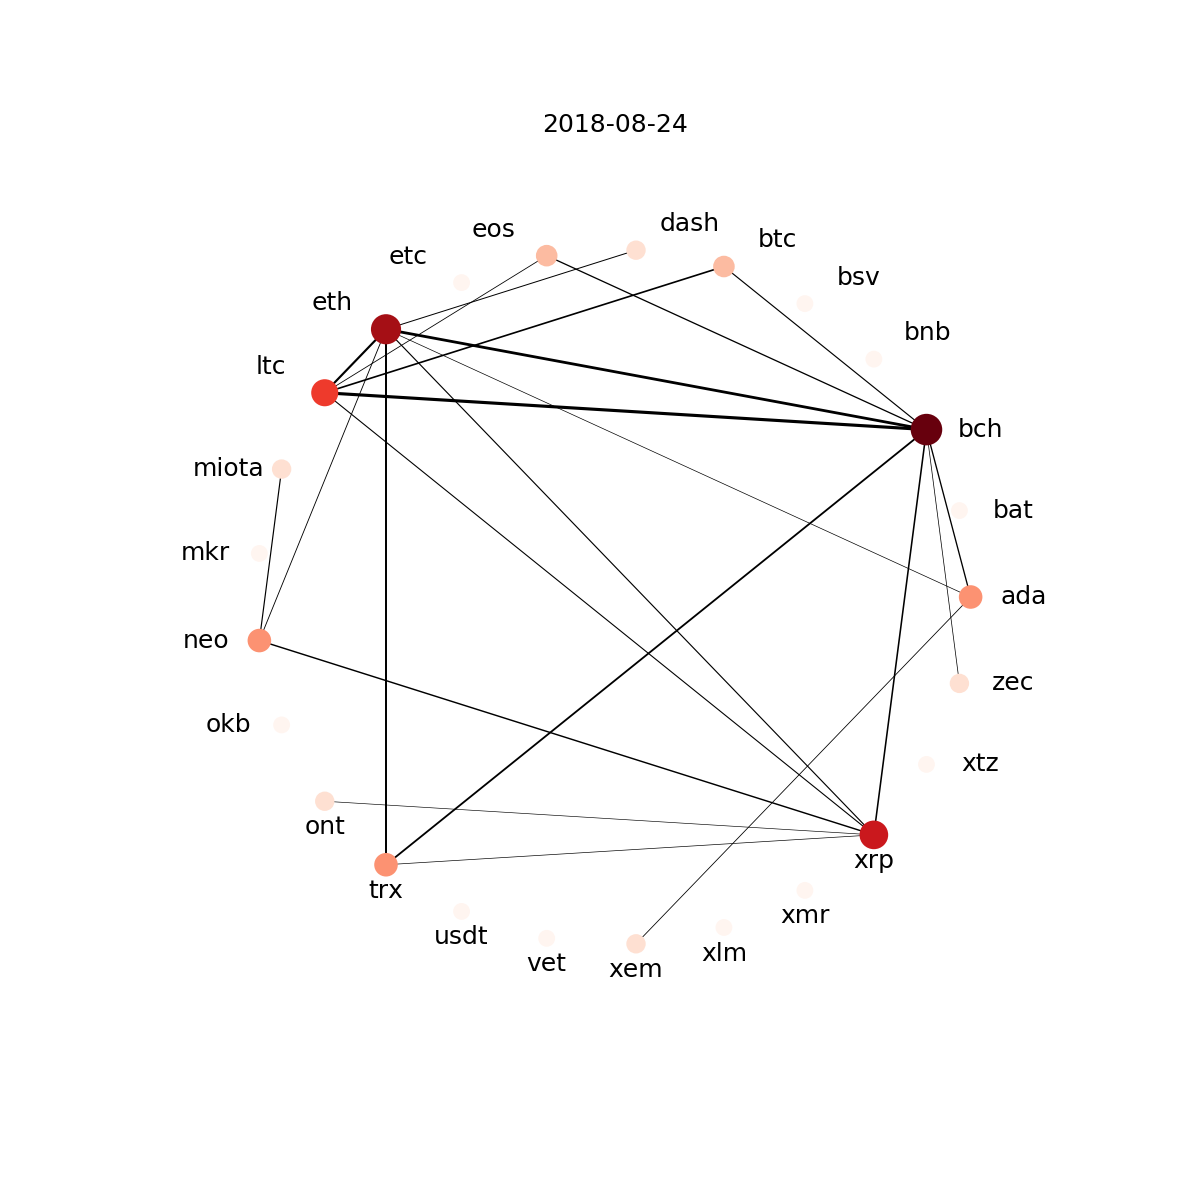 2018-08-24
dash
eos
btc
etc
bsv
eth
bnb
ltc
bch
miota
bat
mkr
ada
neo
zec
okb
xtz
ont
xrp
trx
xmr
usdt
xlm
vet
xem